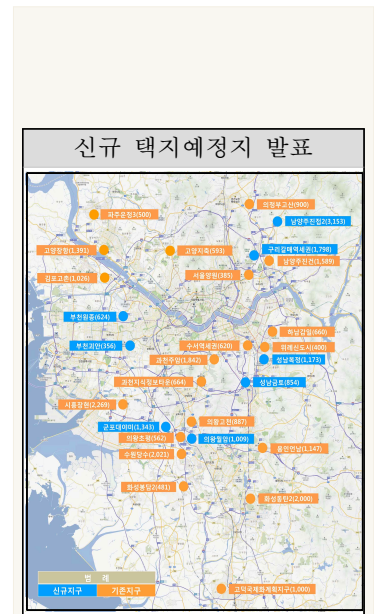 신규 택지예정지 발표
의정부고산(900)
파주운정3(500)
남양주진접2(3,153)
고양장항(1,391)
고양지축(593)
구리갈매역세권(1,798)
남양주진건(1,589)
김포고촌(1,026)
서울양원(385)
부천원종(624)
하남감일(660)
부천괴안(356)
수서역세권(620)
위례신도시(400)
과천주암(1,842)
성남복정(1,173)
과천지식정보타운(664)
성남금토(854)
시흥장현(2,269)
의왕고천(887)
군포대야미(1,343)
의왕초평(562)
의왕월암(1,009)
수원당수(2,021)
용인언남(1,147)
화성봉담2(481)
화성동탄2(2,000)
범 례
신규지구 기존지구
고덕국제화계획지구(1,000)